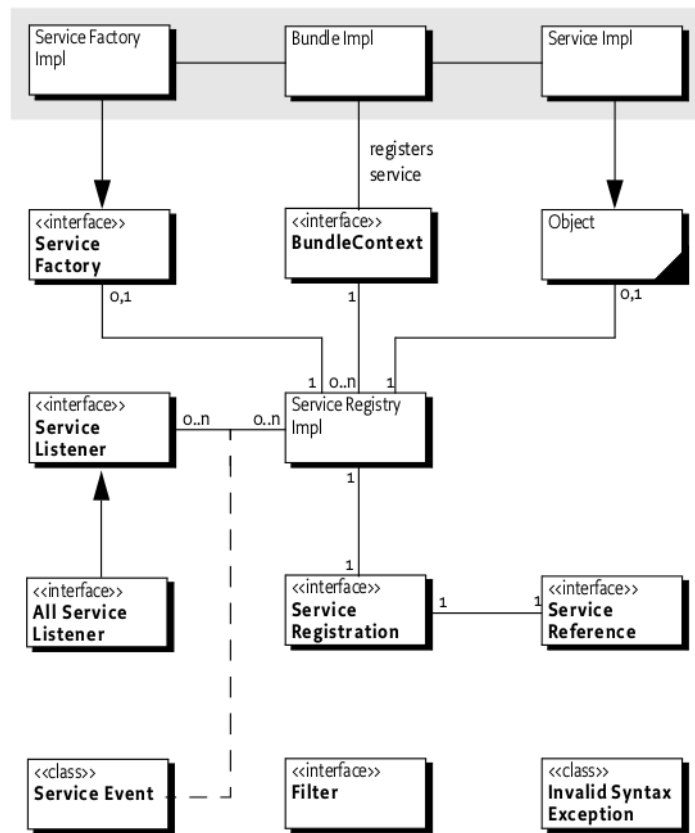 Service Factory
Impl
Bundle Impl
Service Impl
registers
service
<<interface>>
Service
Factory
<<interface>>
BundleContext
Object
0,1
1
0,1
1
0..n
1
<<interface>>
Service
Listener
0..n
0..n
Service Registry
Impl
1
1
<<interface>>
All Service
Listener
<<interface>>
Service
Registration
1
1
<<interface>>
Service
Reference
<<class>>
Service Event
<<interface>>
Filter
<<class>>
Invalid Syntax
Exception